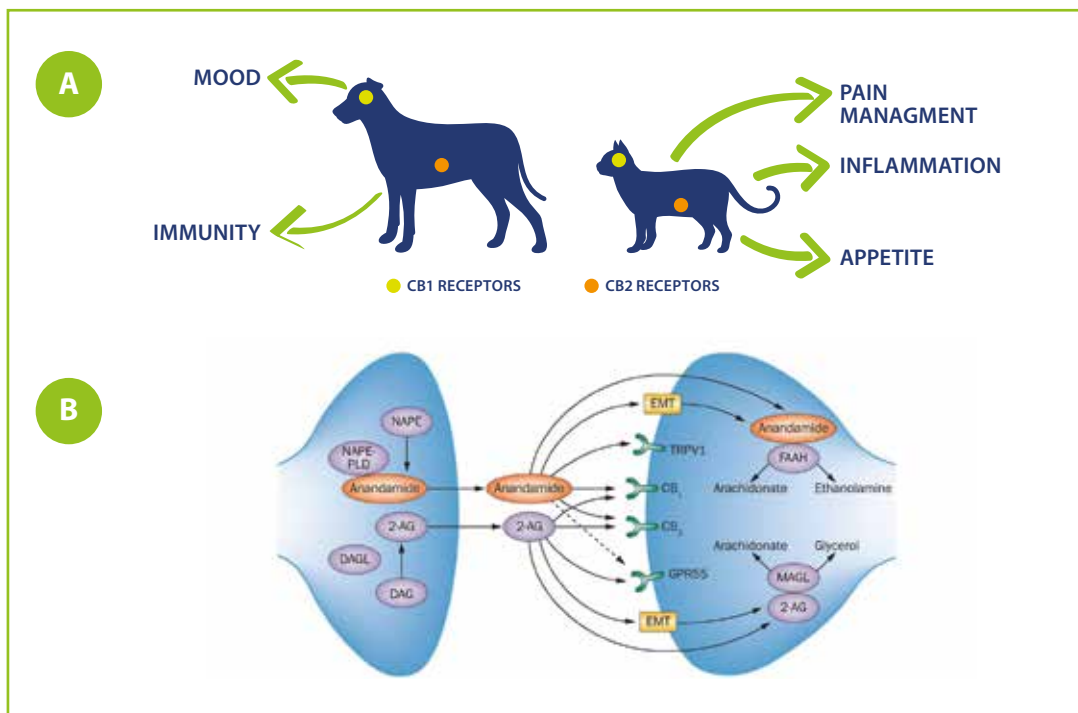 A
MOOD
IMMUNITY
PAIN
MANAGMENT
INFLAMMATION
APPETITE
CB1 RECEPTORS
CB2 RECEPTORS
B
NAPE
NAPE-
PLD
Anandamide
2-AG
DAGL
DAG
Anandamide
2-AG
EMT
TRPV1
CB₁
CB₂
GPR55
EMT
Anandamide
FAAH
Arachidonate
Ethanolamine
Arachidonate
Glycerol
MAGL
2-AG